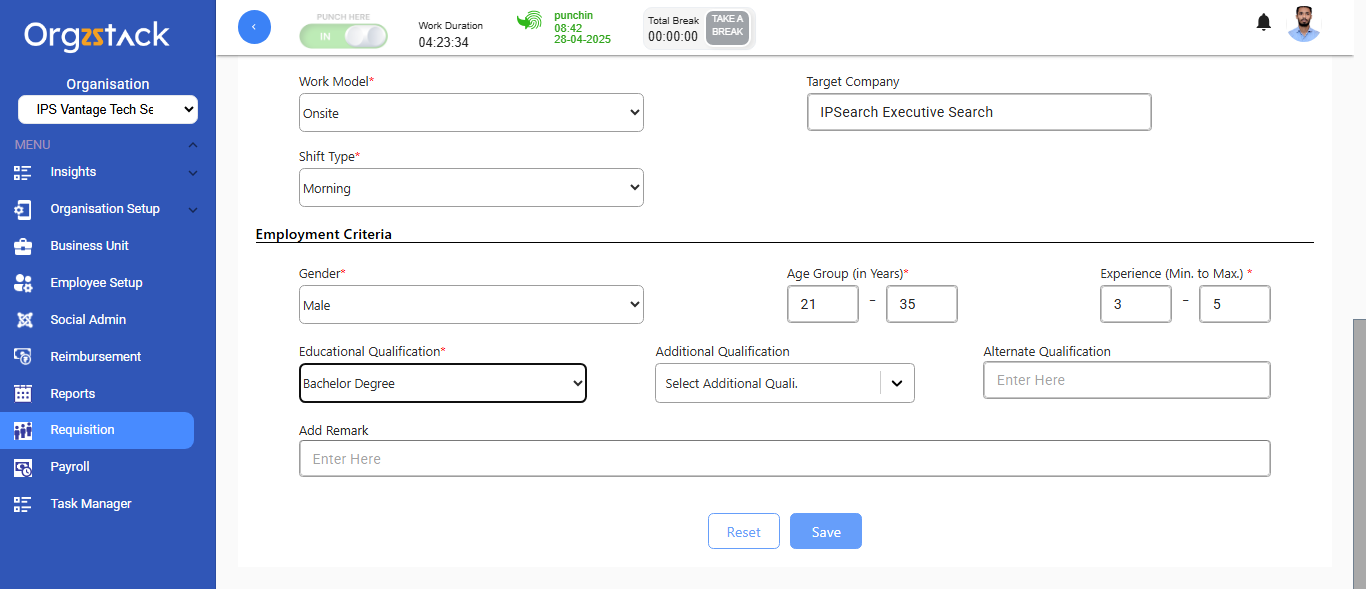 Orgzstack
Organisation
IPS Vantage Tech Se
MENU
Insights
Organisation Setup
Business Unit
Employee Setup
Social Admin
Reimbursement
Reports
Requisition
Payroll
Task Manager
PUNCH HERE
IN
Work Duration
04:23:34
punchin
08:42
28-04-2025
Total Break
00:00:00
TAKE A
BREAK
Work Model*
Onsite
Target Company
IPSearch Executive Search
Shift Type*
Morning
Employment Criteria
Gender*
Male
Age Group (in Years)*
21 - 35
Experience (Min. to Max.) *
3 - 5
Educational Qualification*
Bachelor Degree
Additional Qualification
Select Additional Quali.
Alternate Qualification
Enter Here
Add Remark
Enter Here
Reset
Save